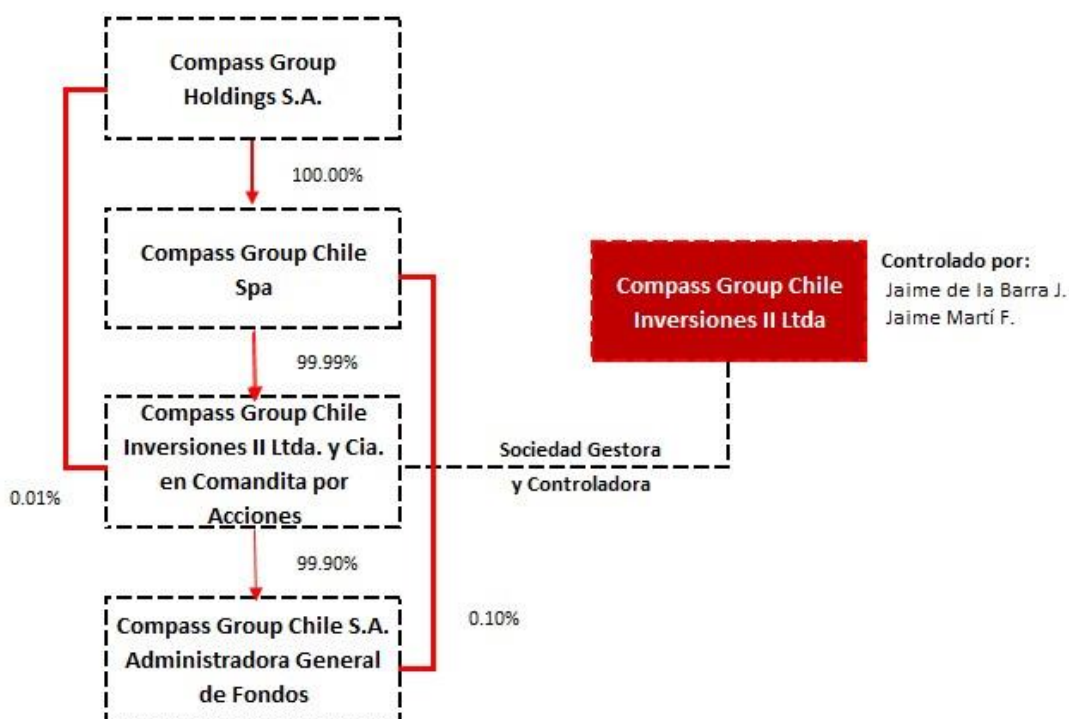 Compass Group
Holdings S.A.
100.00%
Compass Group Chile
Spa
Compass Group Chile
Inversiones II Ltda
Controlado por:
Jaime de la Barra J.
Jaime Martí F.
99.99%
Compass Group Chile
Inversiones II Ltda. y Cia.
en Comandita por
Acciones
Sociedad Gestora
y Controladora
0.01%
99.90%
0.10%
Compass Group Chile S.A.
Administradora General
de Fondos